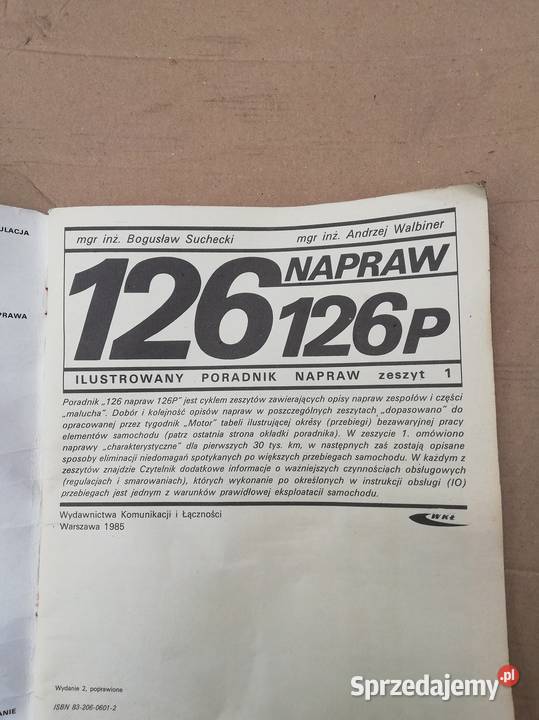 ULACJA
PRAWA
ANIE
mgr inż. Bogusław Suchecki
mgr inż. Andrzej Walbiner
126 NAPRAW
126P
ILUSTROWANY PORADNIK NAPRAW zeszyt 1
Poradnik „126 napraw 126P" jest cyklem zeszytów zawierających opisy napraw zespołów i części
„malucha". Dobór i kolejność opisów napraw w poszczególnych zeszytach „dopasowano" do
opracowanej przez tygodnik „Motor" tabeli ilustrującej okresy (przebiegi) bezawaryjnej pracy
elementów samochodu (patrz ostatnia strona okładki poradnika). W zeszycie 1. omówiono
naprawy „charakterystyczne" dla pierwszych 30 tys. km, w następnych zaś zostają opisane
sposoby eliminacji niedomagań spotykanych po większych przebiegach samochodu. W każdym z
zeszytów znajdzie Czytelnik dodatkowe informacje o ważniejszych czynnościach obsługowych
(regulacjach i smarowaniach), których wykonanie po określonych w instrukcji obsługi (IO)
przebiegach jest jednym z warunków prawidłowej eksploatacji samochodu.
Wydawnictwa Komunikacji i Łączności
Warszawa 1985
WKŁ
Wydanie 2, poprawione
ISBN 83-206-0601-2
Sprzedajemy.pl